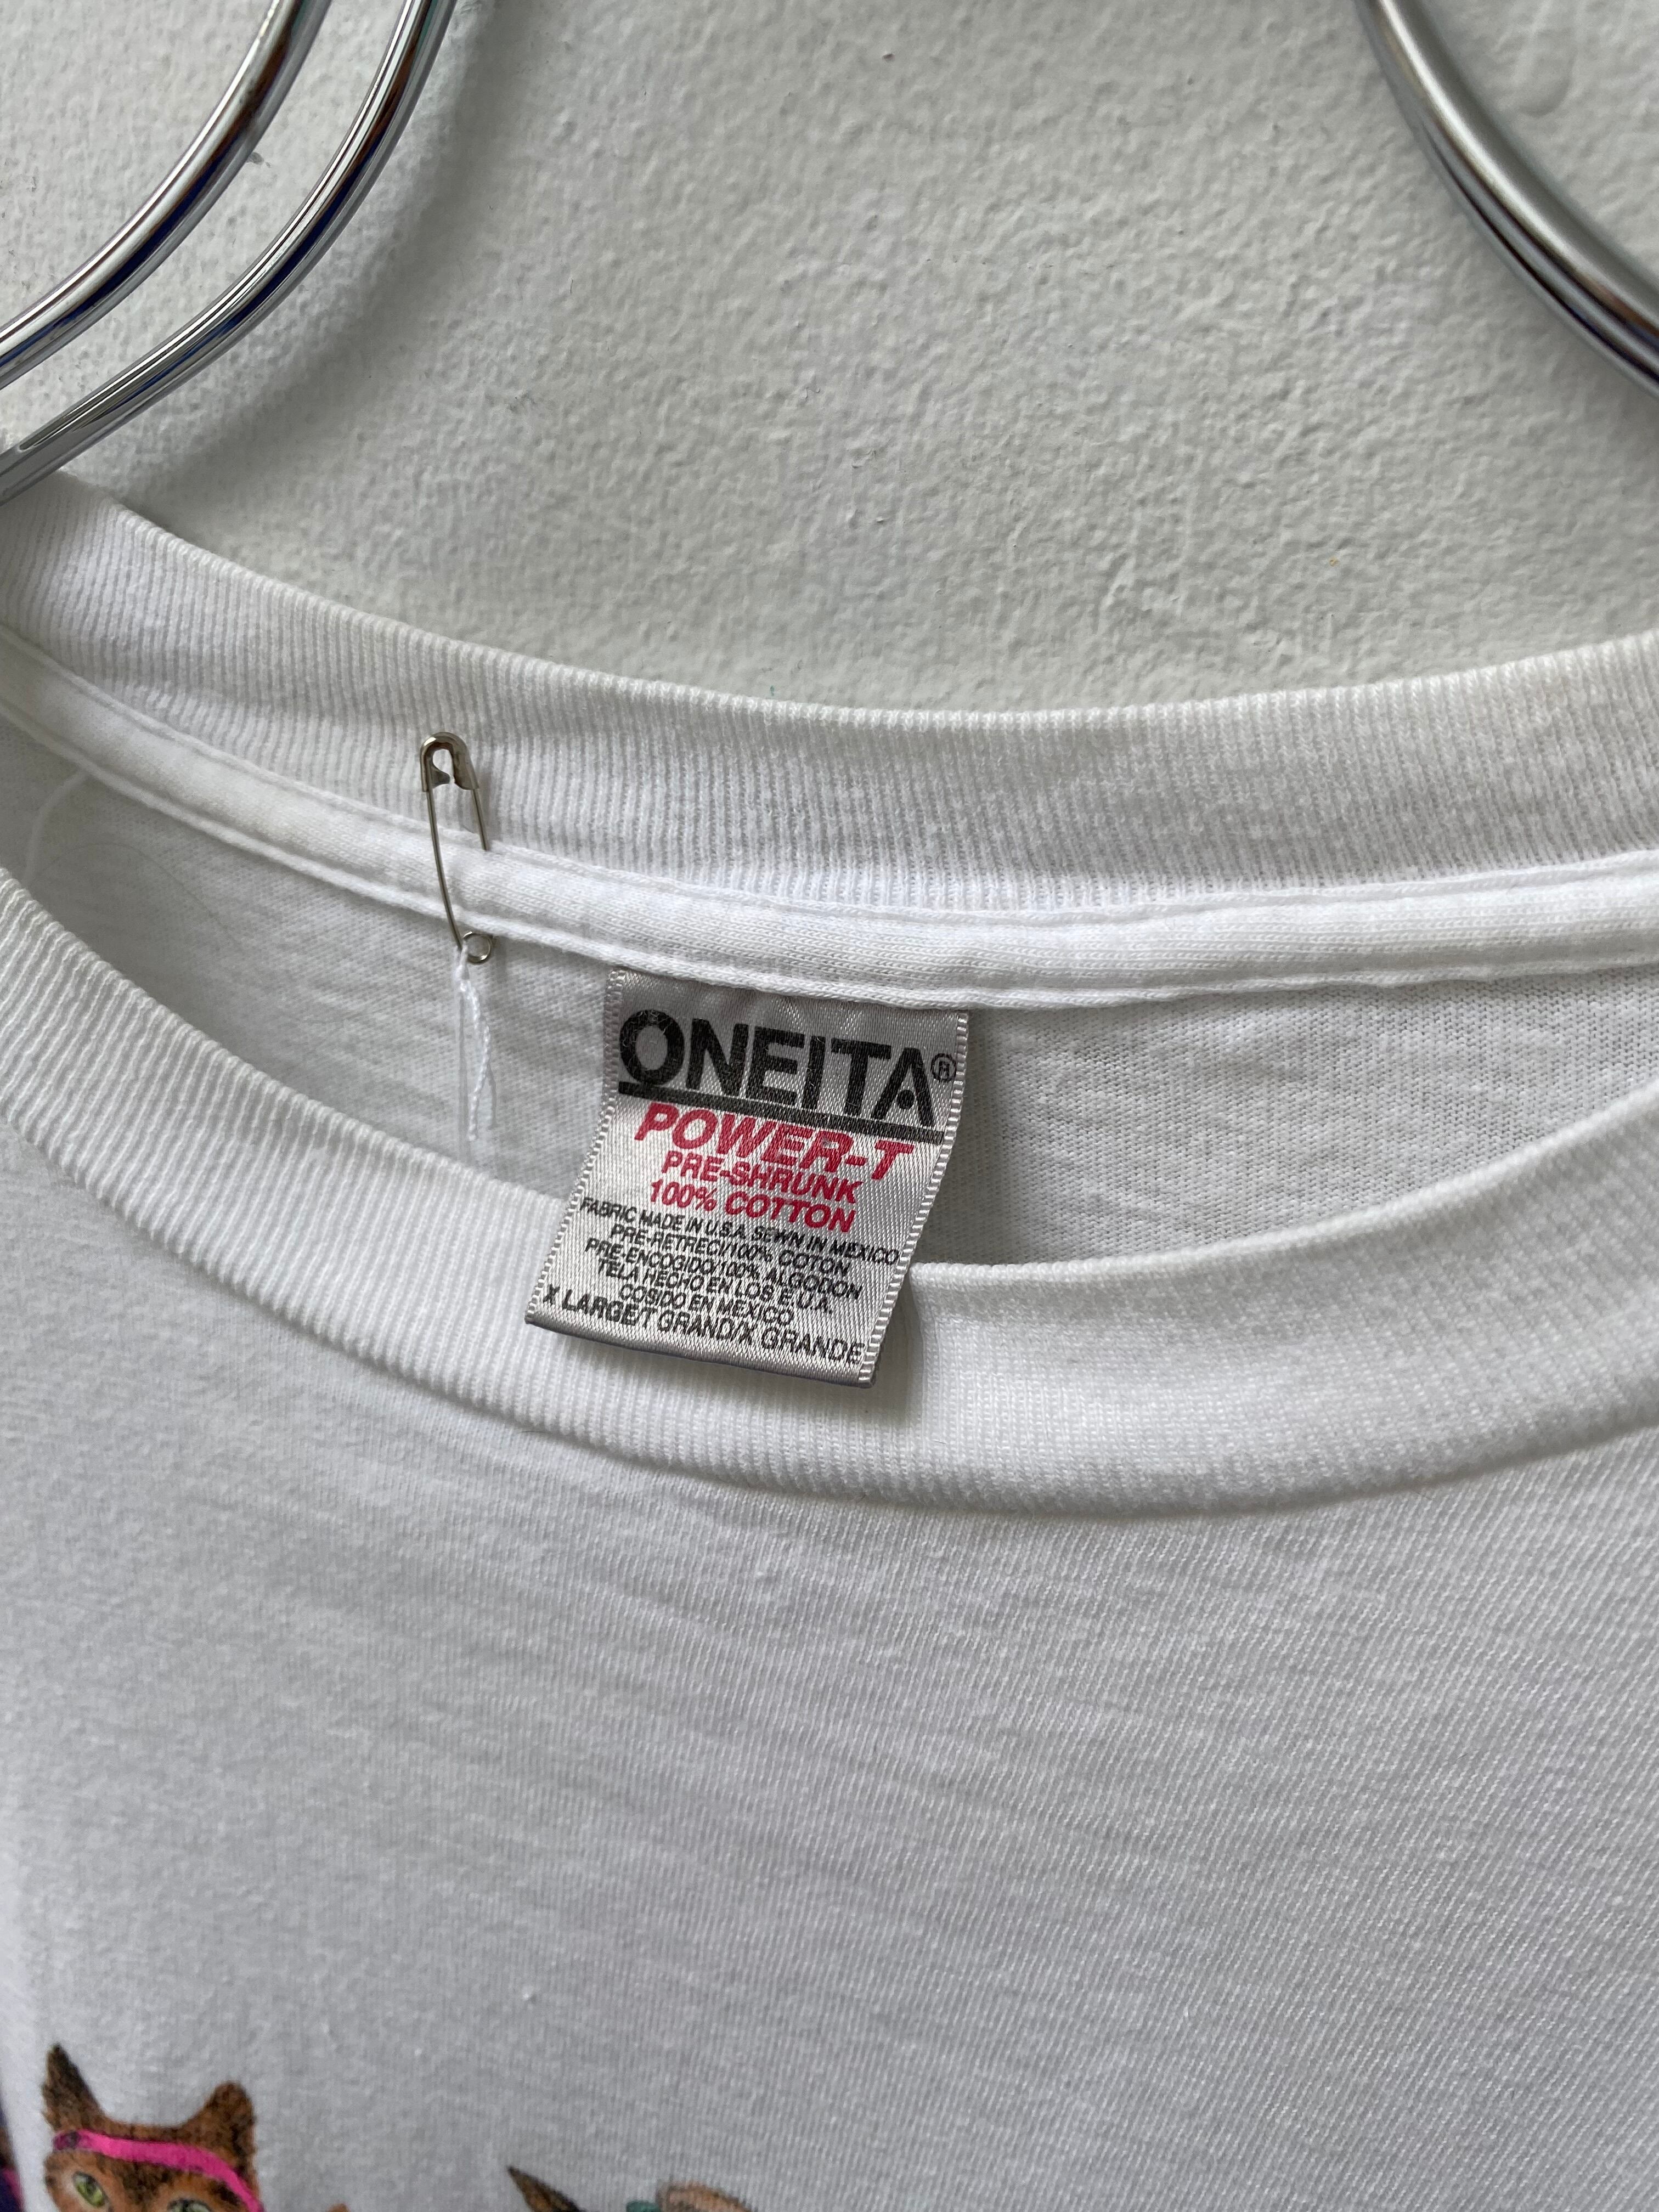 ONEITA®
POWER-T
PRE-SHRUNK
100% COTTON
FABRIC MADE IN U.S.A. SEWN IN MEXICO
PRE-RETRECI/100% COTON
PRE-ENCOGIDO/100% ALGODON
TELA HECHO EN LOS E.U.A.
COSIDO EN MEXICO
X LARGE/T GRAND/X GRANDE